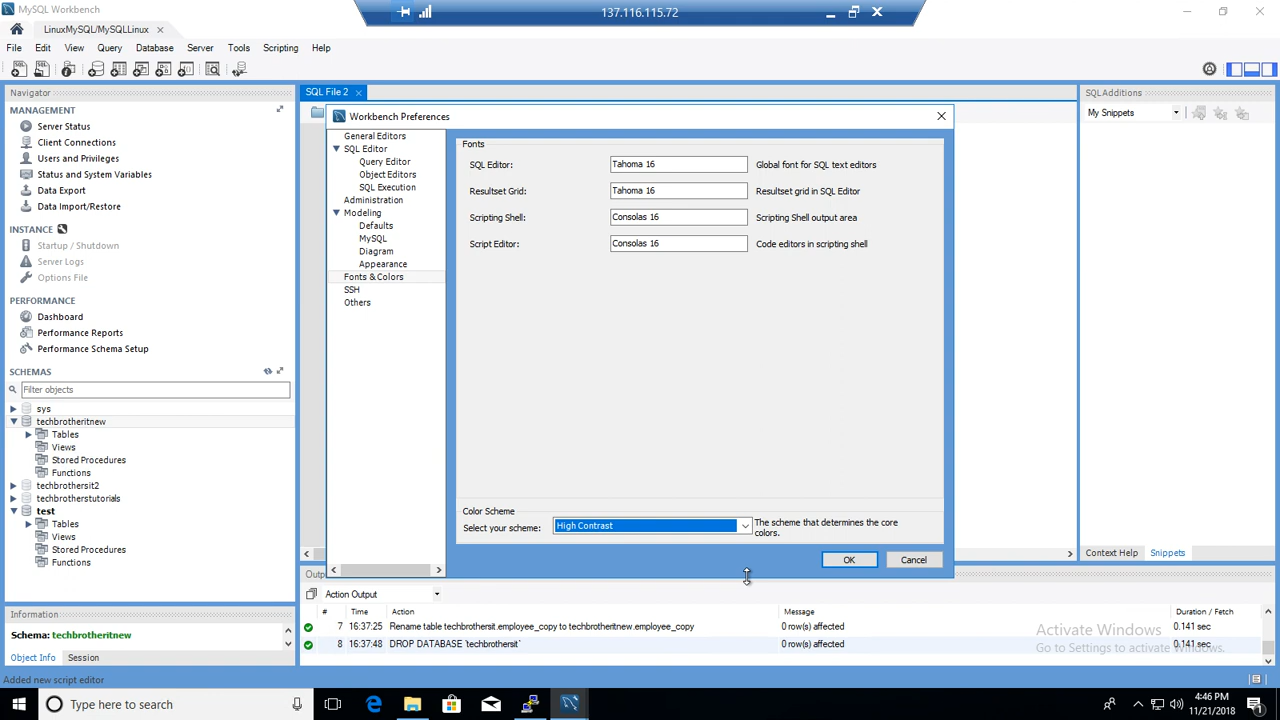 MySQL Workbench
137.116.115.72
LinuxMySQL/MySQLLinux
File Edit View Query Database Server Tools Scripting Help
Navigator
MANAGEMENT
Server Status
Client Connections
Users and Privileges
Status and System Variables
Data Export
Data Import/Restore
INSTANCE
Startup / Shutdown
Server Logs
Options File
PERFORMANCE
Dashboard
Performance Reports
Performance Schema Setup
SCHEMAS
Filter objects
sys
techbrotheritnew
Tables
Views
Stored Procedures
Functions
techbrothersit2
techbrotherstutorials
test
Tables
Views
Stored Procedures
Functions
Information
Schema: techbrotheritnew
Object Info Session
Added new script editor
SQL File 2
Workbench Preferences
General Editors
SQL Editor
Query Editor
Object Editors
SQL Execution
Administration
Modeling
Defaults
MySQL
Diagram
Appearance
Fonts & Colors
SSH
Others
Fonts
SQL Editor: Tahoma 16 Global font for SQL text editors
Resultset Grid: Tahoma 16 Resultset grid in SQL Editor
Scripting Shell: Consolas 16 Scripting Shell output area
Script Editor: Consolas 16 Code editors in scripting shell
Color Scheme
Select your scheme: High Contrast The scheme that determines the core
colors.
OK Cancel
SQLAdditions
My Snippets
Context Help Snippets
Action Output
# Time Action Message Duration / Fetch
7 16:37:25 Rename table techbrothersit.employee_copy to techbrotheritnew.employee_copy 0 row(s) affected 0.141 sec
8 16:37:48 DROP DATABASE `techbrothersit` 0 row(s) affected 0.141 sec
Activate Windows
Go to Settings to activate Windows.
Type here to search
4:46 PM
11/21/2018
1